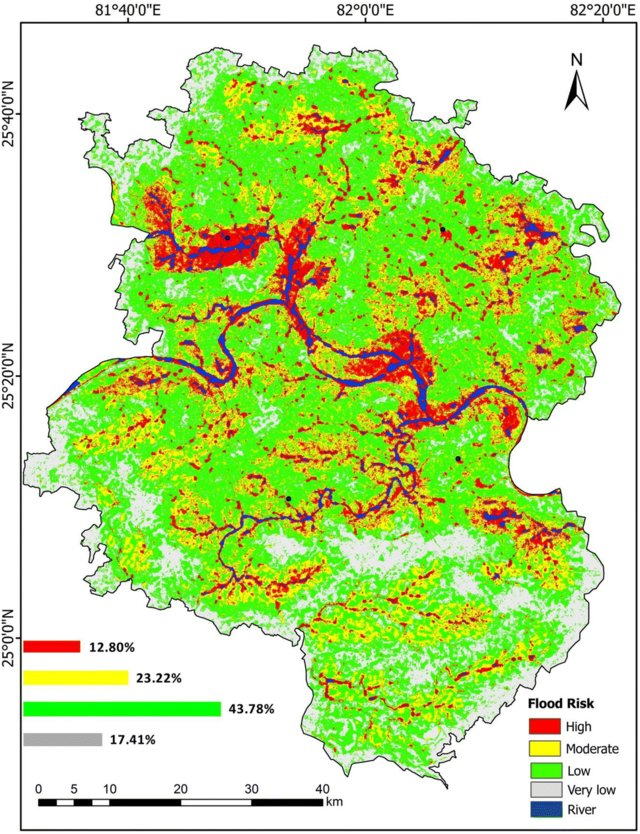 81°40'0"E 82°0'0"E 82°20'0"E
N
25°40'0"N
25°20'0"N
25°0'0"N
12.80%
23.22%
43.78%
17.41%
Flood Risk
High
Moderate
Low
Very low
River
0 5 10 20 30 40
km